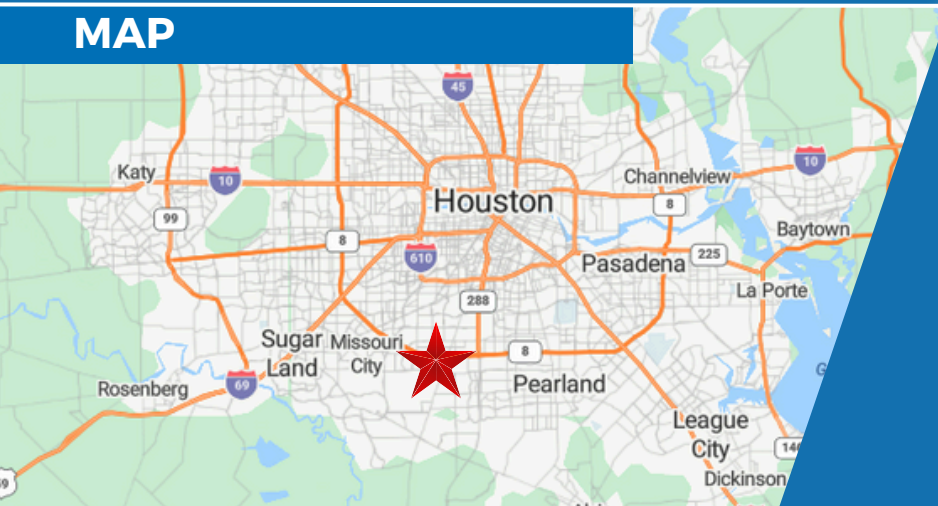 MAP
45
Katy
10
Channelview
10
99
Houston
8
8
Baytown
610
Pasadena
225
288
La Porte
Sugar
Land
Missouri
City
8
Rosenberg
69
Pearland
League
City
Dickinson